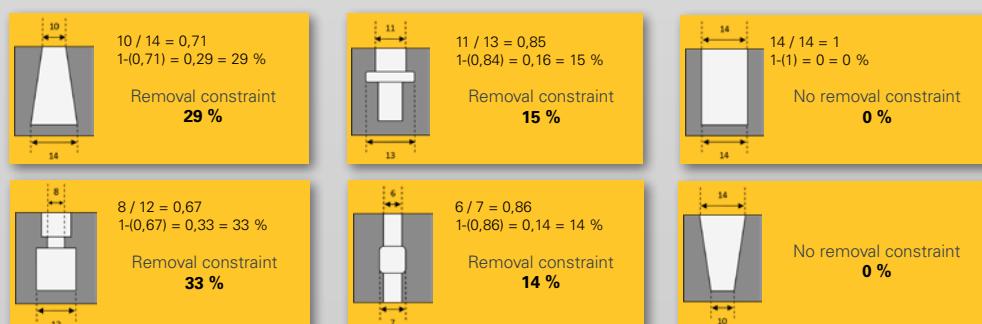 10
10 / 14 = 0,71
1-(0,71) = 0,29 = 29 %
Removal constraint
29 %
14
11
11 / 13 = 0,85
1-(0,84) = 0,16 = 15 %
Removal constraint
15 %
13
14
14 / 14 = 1
1-(1) = 0 = 0 %
No removal constraint
0 %
14
8
8 / 12 = 0,67
1-(0,67) = 0,33 = 33 %
Removal constraint
33 %
6
6 / 7 = 0,86
1-(0,86) = 0,14 = 14 %
Removal constraint
14 %
7
14
No removal constraint
0 %
10